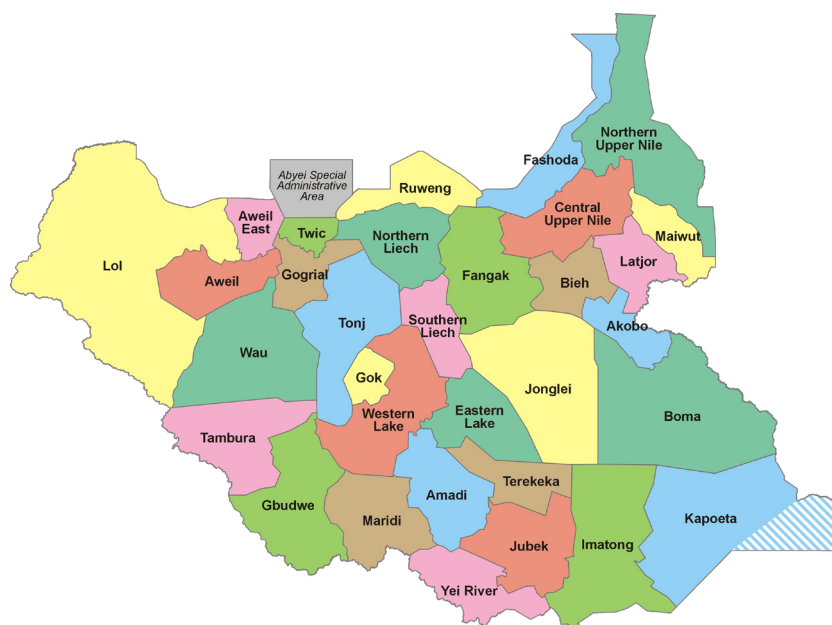 Northern
Upper Nile
Fashoda
Abyei Special
Administrative
Area
Ruweng
Central
Upper Nile
Aweil
East
Twic
Northern
Liech
Maiwut
Lol
Aweil
Gogrial
Fangak
Bieh
Latjor
Tonj
Southern
Liech
Akobo
Wau
Gok
Jonglei
Boma
Western
Lake
Eastern
Lake
Tambura
Terekeka
Gbudwe
Amadi
Maridi
Kapoeta
Jubek
Imatong
Yei River